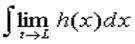 ∫ lim h(x)dx
t→L